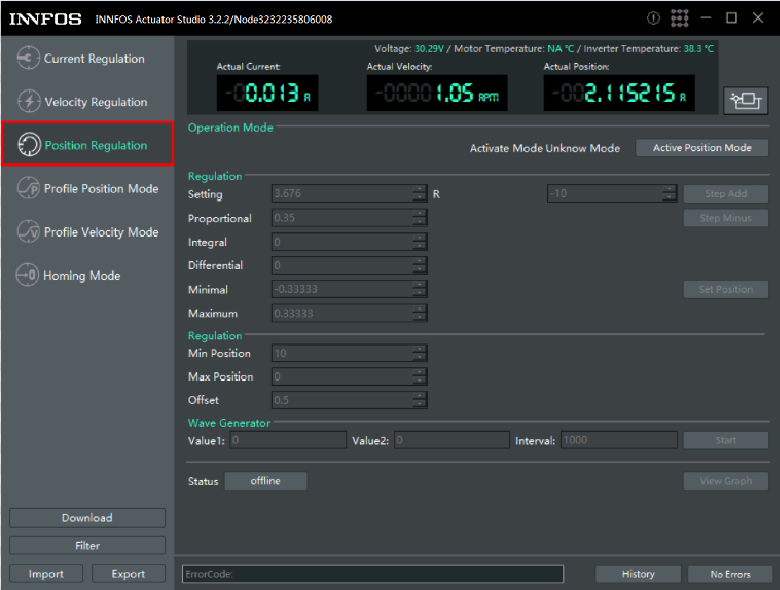 INNFOS INNFOS Actuator Studio 3.2.2/Node3232235806008
Current Regulation
Velocity Regulation
Position Regulation
Profile Position Mode
Profile Velocity Mode
Homing Mode
Download
Filter
Import Export
Voltage: 30.29V / Motor Temperature: NA ℃ / Inverter Temperature: 38.3 ℃
Actual Current: Actual Velocity: Actual Position:
-00.013 A -00001.05 RPM -002.115215 R
Operation Mode
Activate Mode Unknow Mode Active Position Mode
Regulation
Setting 3.676 R -10 Step Add
Proportional 0.35 Step Minus
Integral 0
Differential 0
Minimal -0.33333 Set Position
Maximum 0.33333
Regulation
Min Position 10
Max Position 0
Offset 0.5
Wave Generator
Value1: 0 Value2: 0 Interval: 1000 Start
Status offline View Graph
ErrorCode: History No Errors